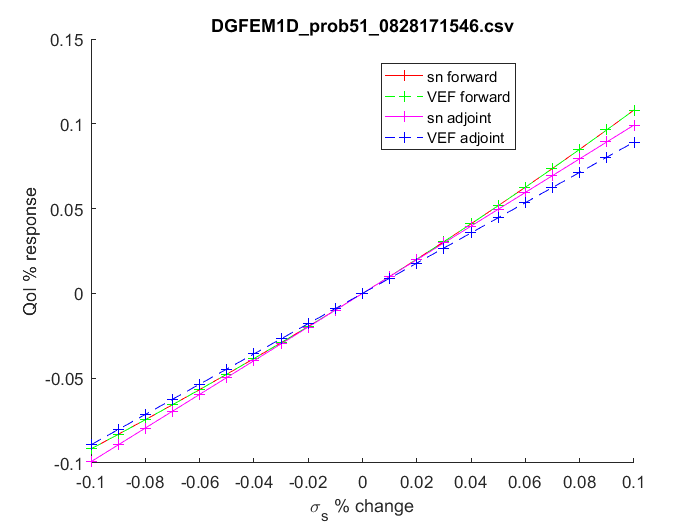 DGFEM1D_prob51_0828171546.csv
0.15
0.1
0.05
0
-0.05
-0.1
QoI % response
sn forward
VEF forward
sn adjoint
VEF adjoint
-0.1 -0.08 -0.06 -0.04 -0.02 0 0.02 0.04 0.06 0.08 0.1
σs % change